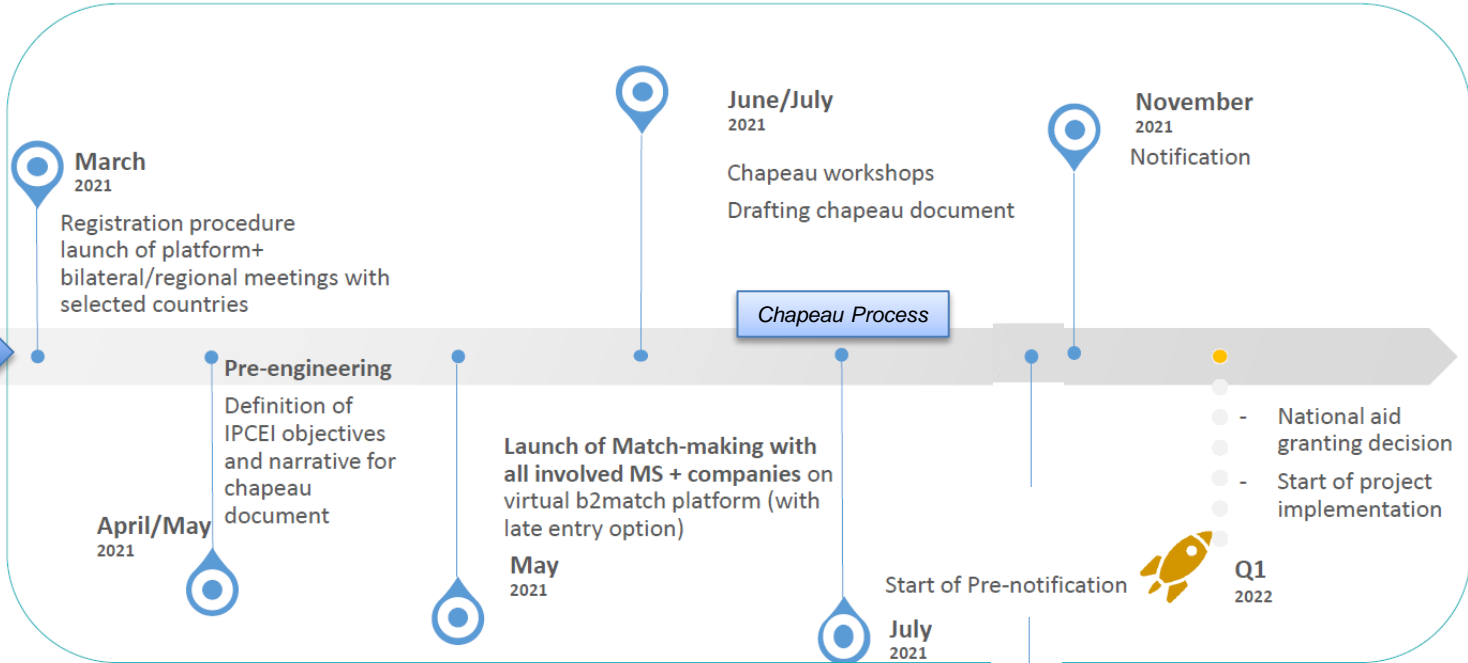 March
2021
Registration procedure
launch of platform+
bilateral/regional meetings with
selected countries
June/July
2021
Chapeau workshops
Drafting chapeau document
November
2021
Notification
Chapeau Process
Pre-engineering
Definition of
IPCEI objectives
and narrative for
chapeau
document
April/May
2021
Launch of Match-making with
all involved MS + companies on
virtual b2match platform (with
late entry option)
May
2021
Start of Pre-notification
July
2021
- National aid
granting decision
- Start of project
implementation
Q1
2022